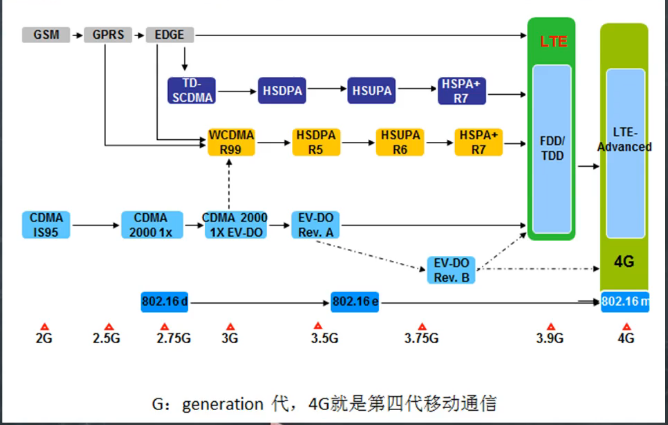 GSM GPRS EDGE LTE
TD-
SCDMA HSDPA HSUPA HSPA+
R7
WCDMA
R99 HSDPA
R5 HSUPA
R6 HSPA+
R7
FDD/
TDD
LTE-
Advanced
CDMA
IS95 CDMA
2000 1x CDMA 2000
1X EV-DO EV-DO
Rev. A
EV-DO
Rev. B
4G
802.16 d 802.16 e 802.16 m
2G 2.5G 2.75G 3G 3.5G 3.75G 3.9G 4G
G：generation 代，4G就是第四代移动通信